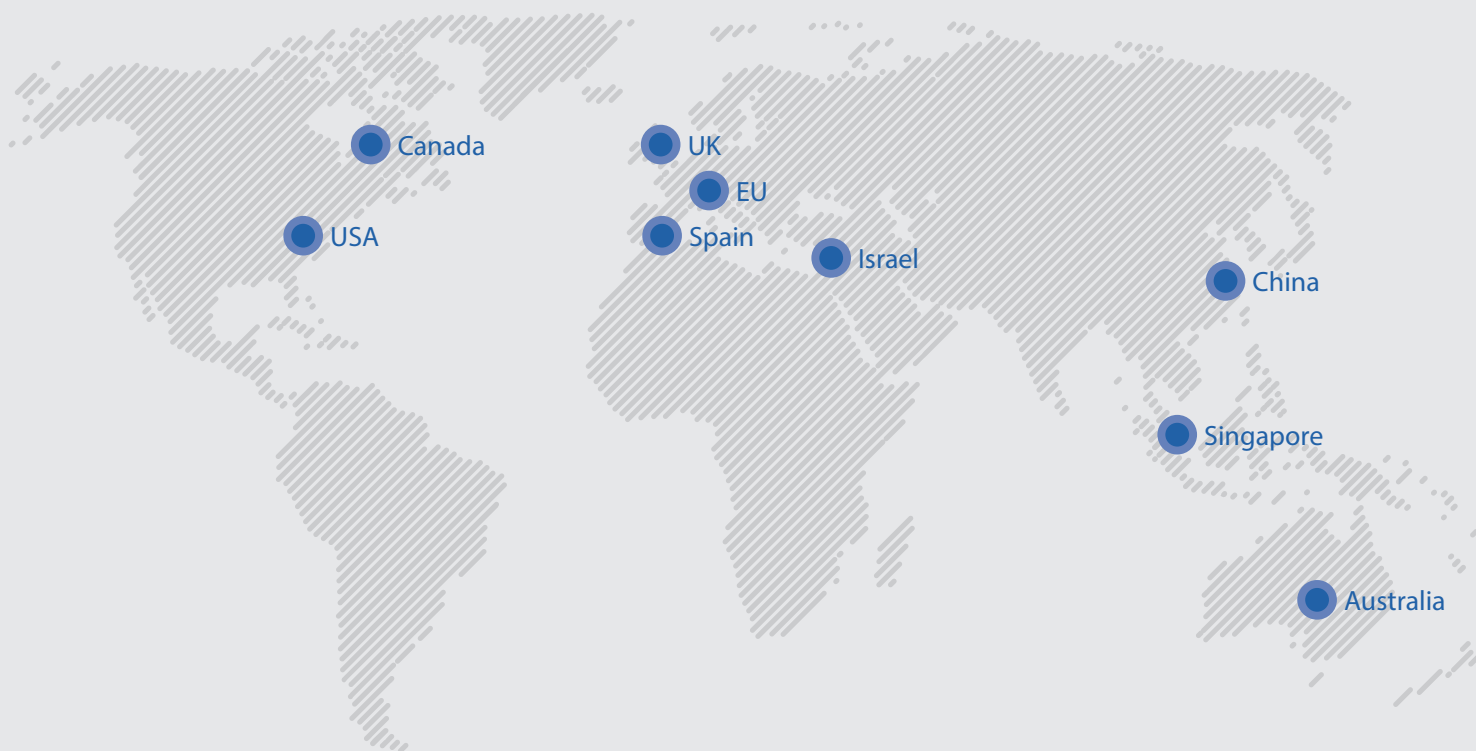 Canada
UK
EU
USA
Spain
Israel
China
Singapore
Australia